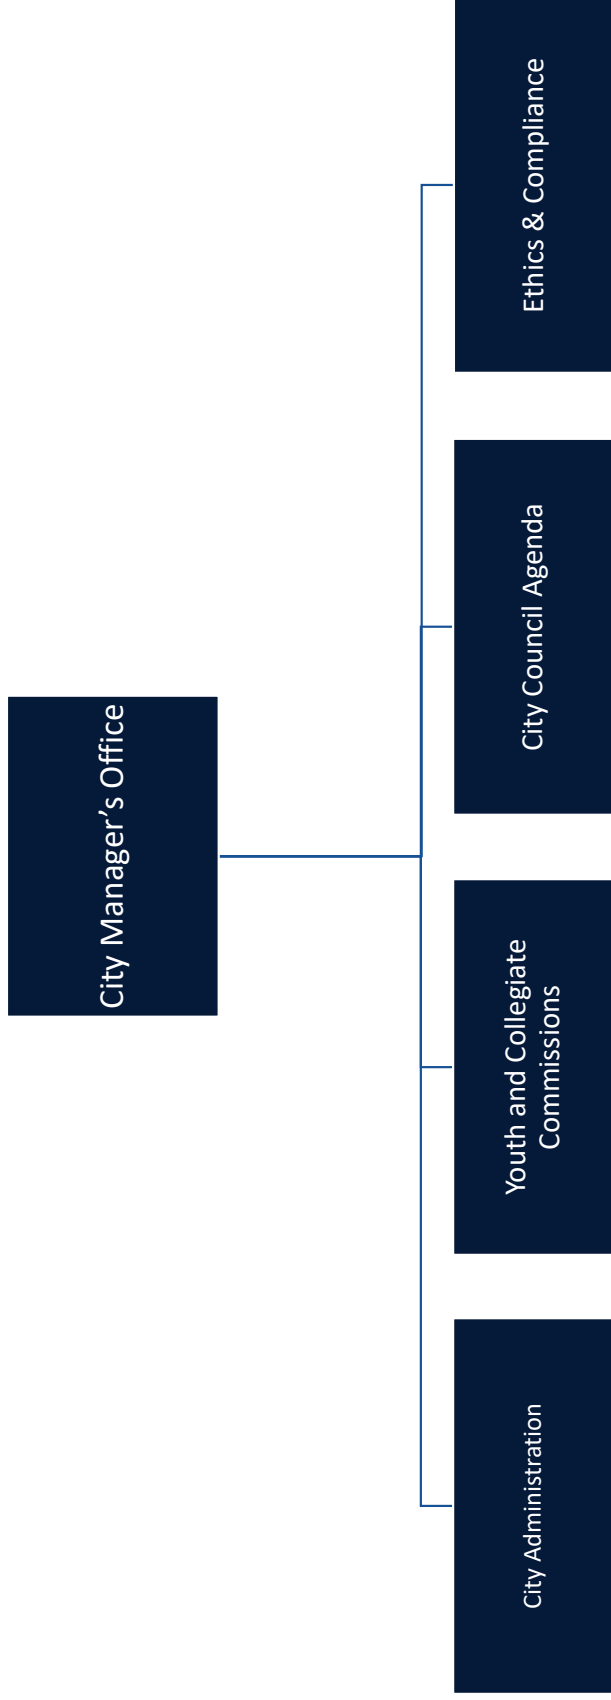 City Manager’s Office
City Administration
Youth and Collegiate
Commissions
City Council Agenda
Ethics & Compliance